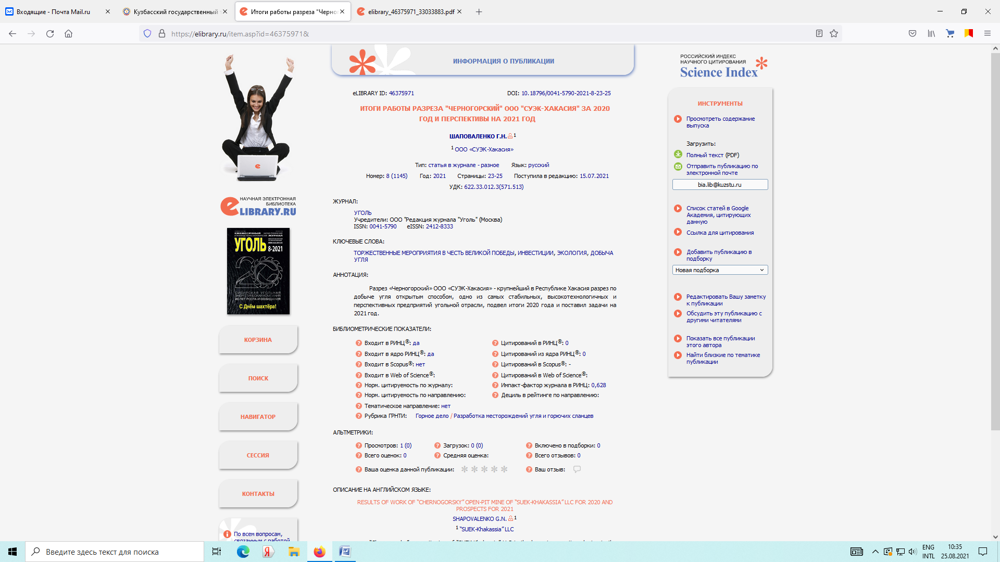 Входящие - Почта Mail.ru
Кузбасский государственный
Итоги работы разреза "Черно
elibrary_46375971_33033883.pdf
https://elibrary.ru/item.asp?id=46375971&
ИНФОРМАЦИЯ О ПУБЛИКАЦИИ
eLIBRARY ID: 46375971
DOI: 10.18796/0041-5790-2021-8-23-25
ИТОГИ РАБОТЫ РАЗРЕЗА "ЧЕРНОГОРСКИЙ" ООО "СУЭК-ХАКАСИЯ" ЗА 2020
ГОД И ПЕРСПЕКТИВЫ НА 2021 ГОД
ШАПОВАЛЕНКО Г.Н. 1
1 ООО «СУЭК-Хакасия»
Тип: статья в журнале - разное Язык: русский
Номер: 8 (1145) Год: 2021 Страницы: 23-25 Поступила в редакцию: 15.07.2021
УДК: 622.33.012.3(571.513)
ЖУРНАЛ:
УГОЛЬ
Учредители: ООО "Редакция журнала "Уголь" (Москва)
ISSN: 0041-5790 eISSN: 2412-8333
КЛЮЧЕВЫЕ СЛОВА:
ТОРЖЕСТВЕННЫЕ МЕРОПРИЯТИЯ В ЧЕСТЬ ВЕЛИКОЙ ПОБЕДЫ, ИНВЕСТИЦИИ, ЭКОЛОГИЯ, ДОБЫЧА
УГЛЯ
АННОТАЦИЯ:
Разрез «Черногорский» ООО «СУЭК-Хакасия» - крупнейший в Республике Хакасия разрез по
добыче угля открытым способом, одно из самых стабильных, высокотехнологичных и
перспективных предприятий угольной отрасли, подвел итоги 2020 года и поставил задачи на
2021 год.
БИБЛИОМЕТРИЧЕСКИЕ ПОКАЗАТЕЛИ:
Входит в РИНЦ®: да
Цитирований в РИНЦ®: 0
Входит в ядро РИНЦ®: да
Цитирований из ядра РИНЦ®: 0
Входит в Scopus®: нет
Цитирований в Scopus®: -
Входит в Web of Science®:
Цитирований в Web of Science®:
Норм. цитируемость по журналу:
Импакт-фактор журнала в РИНЦ: 0,628
Норм. цитируемость по направлению:
Дециль в рейтинге по направлению:
Тематическое направление: нет
Рубрика ГРНТИ: Горное дело / Разработка месторождений угля и горючих сланцев
АЛЬТМЕТРИКИ:
Просмотров: 1 (0)
Загрузок: 0 (0)
Включено в подборки: 0
Всего оценок: 0
Средняя оценка:
Всего отзывов: 0
Ваша оценка данной публикации:
Ваш отзыв:
ОПИСАНИЕ НА АНГЛИЙСКОМ ЯЗЫКЕ:
RESULTS OF WORK OF "CHERNOGORSKY" OPEN-PIT MINE OF "SUEK-KHAKASSIA" LLC FOR 2020 AND
PROSPECTS FOR 2021
SHAPOVALENKO G.N. 1
1 "SUEK-Khakassia" LLC
НАУЧНАЯ ЭЛЕКТРОННАЯ
БИБЛИОТЕКА
eLIBRARY.RU
ЕЖЕМЕСЯЧНЫЙ
ЖУРНАЛ
УГОЛЬ
8-2021
20
СИБИРСКАЯ УГОЛЬНАЯ
ЭНЕРГЕТИЧЕСКАЯ КОМПАНИЯ
20 ЛЕТ РОСТА И СОЗИДАНИЯ
С Днём шахтёра!
КОРЗИНА
ПОИСК
НАВИГАТОР
СЕССИЯ
КОНТАКТЫ
По всем вопросам,
связанным с работой
РОССИЙСКИЙ ИНДЕКС
НАУЧНОГО ЦИТИРОВАНИЯ
Science Index
ИНСТРУМЕНТЫ
Просмотреть содержание
выпуска
Загрузить:
Полный текст (PDF)
Отправить публикацию по
электронной почте
bia.lib@kuzstu.ru
Список статей в Google
Академия, цитирующих
данную
Ссылка для цитирования
Добавить публикацию в
подборку
Новая подборка
Редактировать Вашу заметку
к публикации
Обсудить эту публикацию с
другими читателями
Показать все публикации
этого автора
Найти близкие по тематике
публикации
Введите здесь текст для поиска
ENG
INTL
10:35
25.08.2021